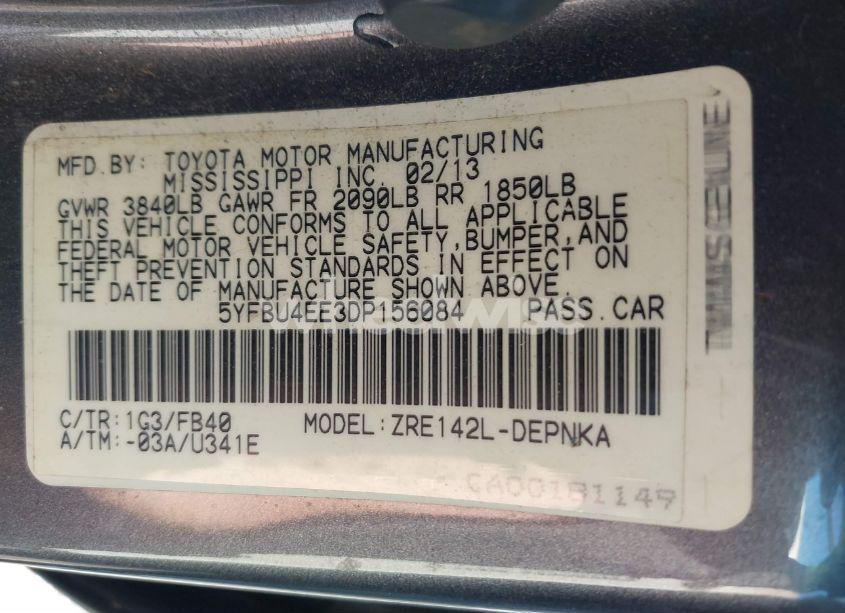 MFD.BY: TOYOTA MOTOR MANUFACTURING
MISSISSIPPI INC. 02/13
GVWR 3840LB GAWR FR 2090LB RR 1850LB
THIS VEHICLE CONFORMS TO ALL APPLICABLE
FEDERAL MOTOR VEHICLE SAFETY,BUMPER,AND
THEFT PREVENTION STANDARDS IN EFFECT ON
THE DATE OF MANUFACTURE SHOWN ABOVE.
5YFBU4EE3DP156084 PASS.CAR
C/TR:1G3/FB40 MODEL:ZRE142L-DEPNKA
A/TM:-03A/U341E
CA00181149